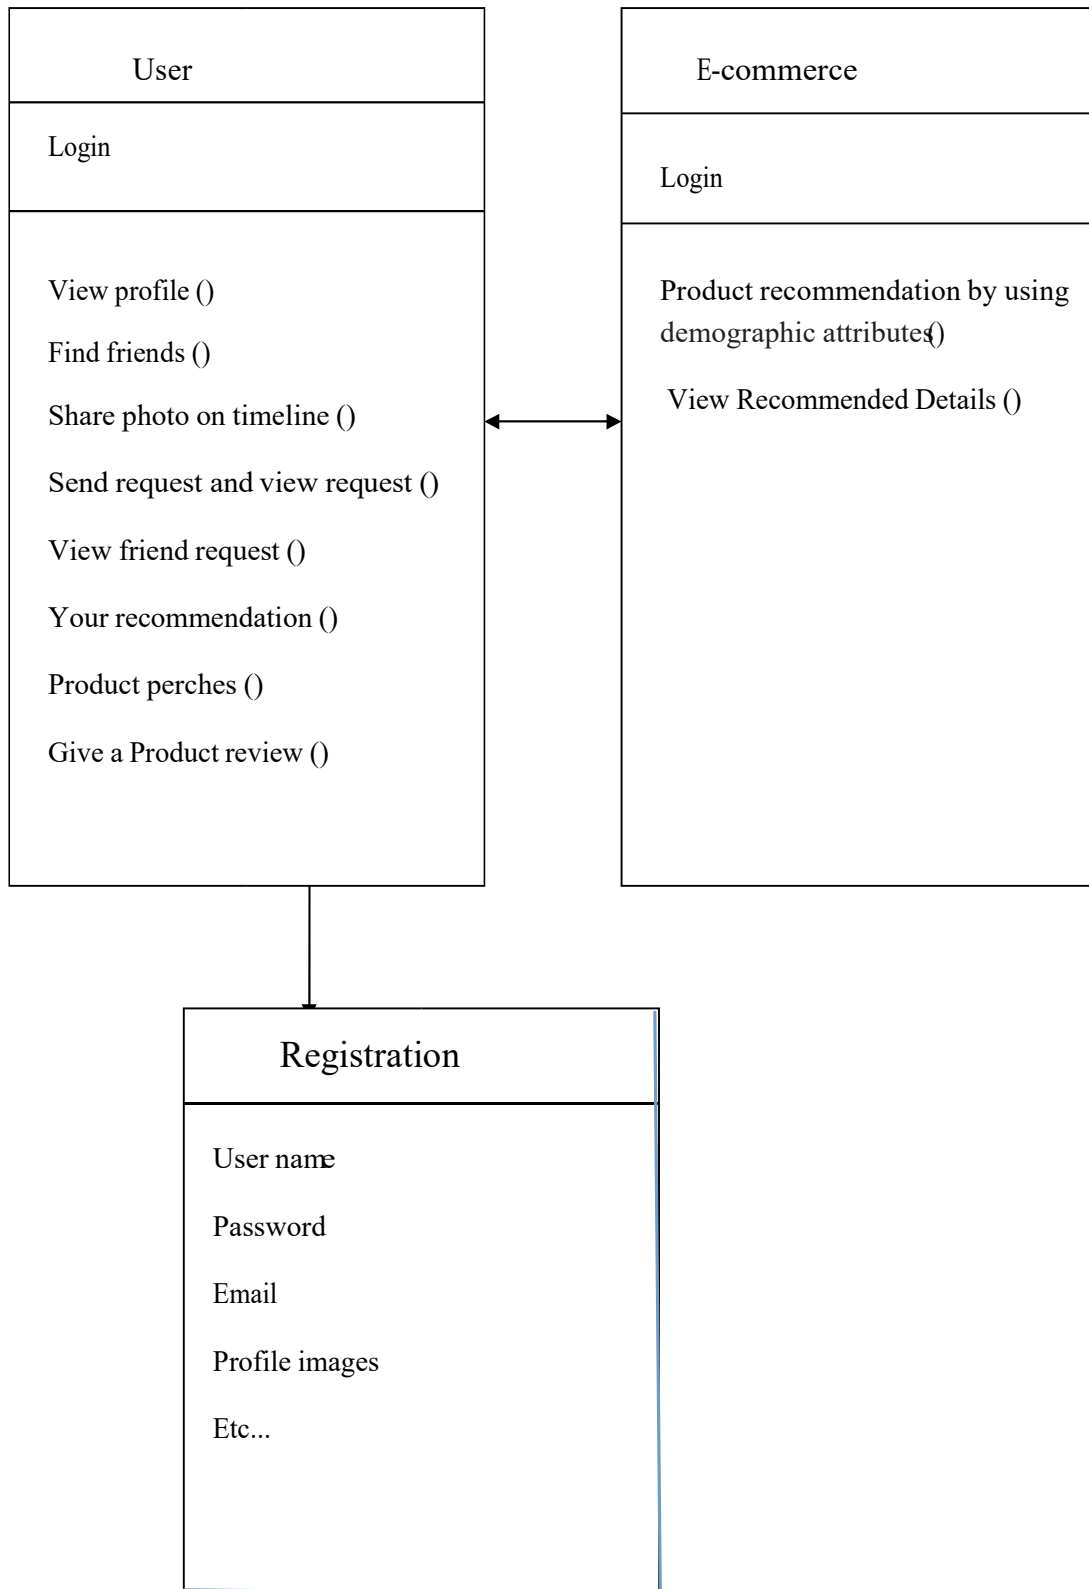 User
Login
View profile ()
Find friends ()
Share photo on timeline ()
Send request and view request ()
View friend request ()
Your recommendation ()
Product perches ()
Give a Product review ()
E-commerce
Login
Product recommendation by using
demographic attributes()
View Recommended Details ()
Registration
User name
Password
Email
Profile images
Etc...